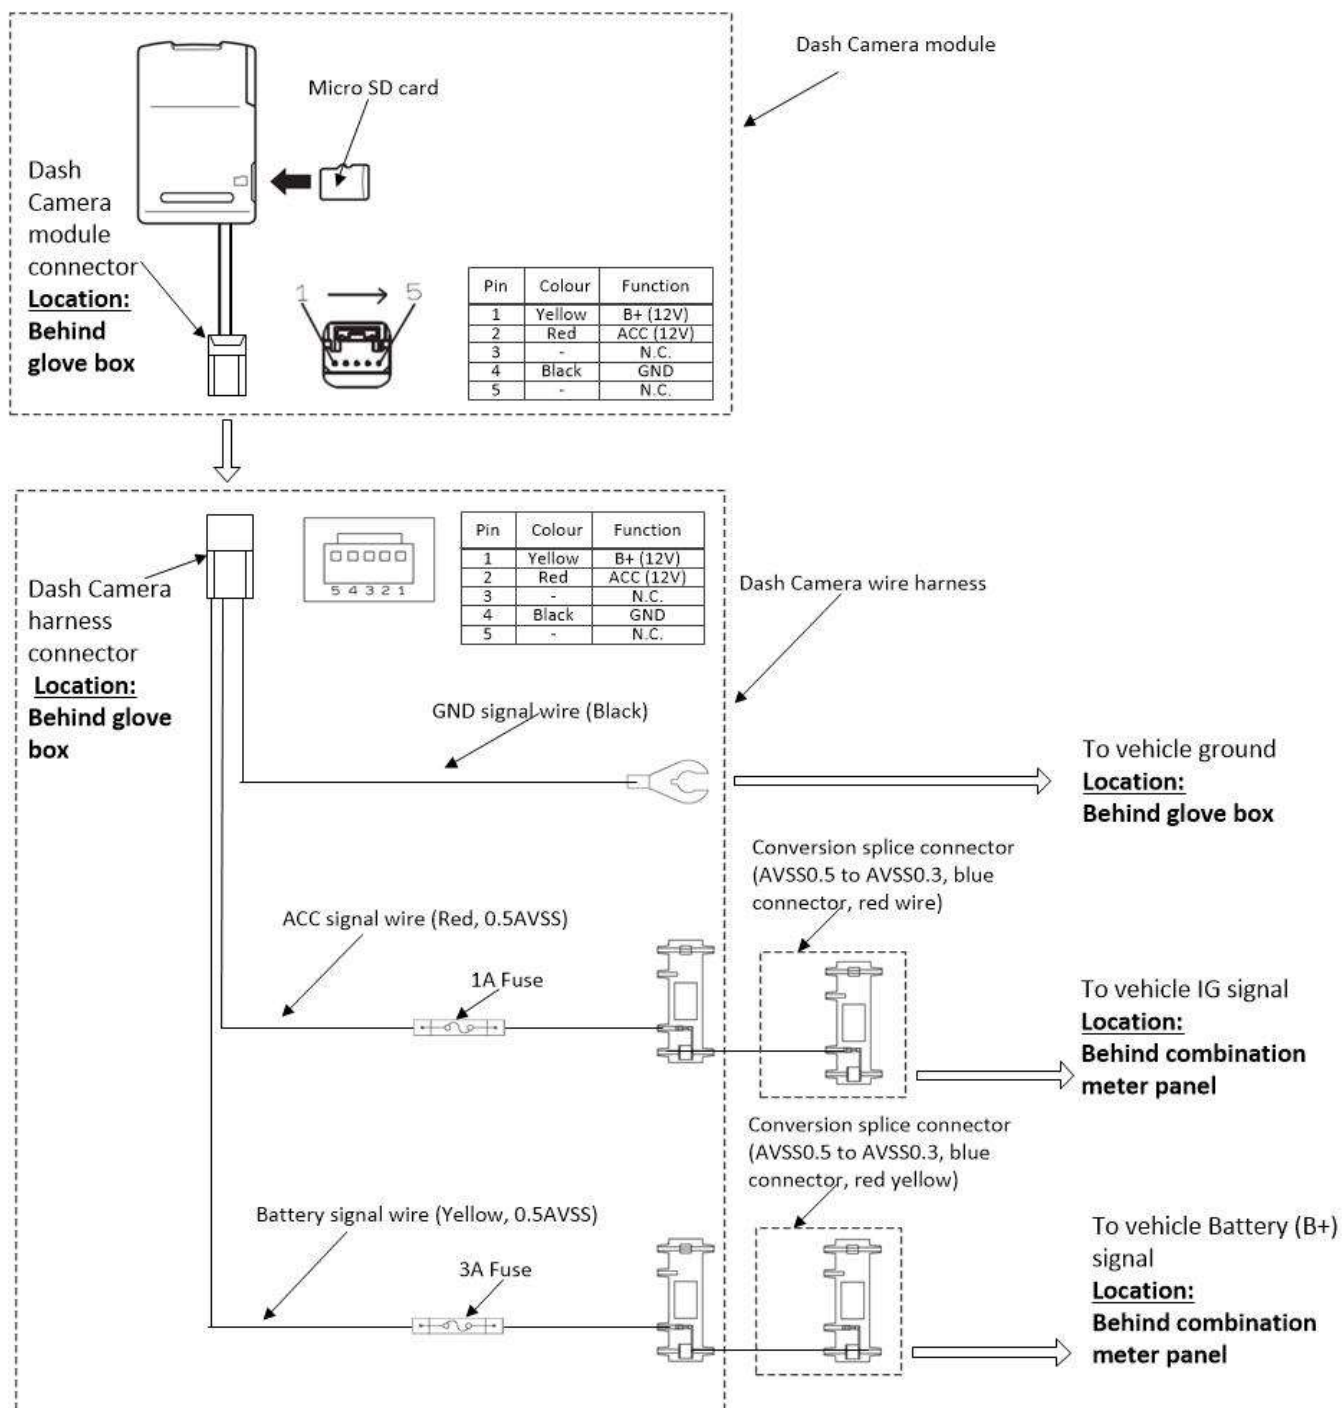 Dash Camera module
Micro SD card
Dash
Camera
module
connector
Location:
Behind
glove box
1
5
Pin Colour Function
1 Yellow B+ (12V)
2 Red ACC (12V)
3 - N.C.
4 Black GND
5 - N.C.
Pin Colour Function
1 Yellow B+ (12V)
2 Red ACC (12V)
3 - N.C.
4 Black GND
5 - N.C.
5 4 3 2 1
Dash Camera
harness
connector
Location:
Behind glove
box
Dash Camera wire harness
GND signal wire (Black)
To vehicle ground
Location:
Behind glove box
Conversion splice connector
(AVSS0.5 to AVSS0.3, blue
connector, red wire)
ACC signal wire (Red, 0.5AVSS)
1A Fuse
To vehicle IG signal
Location:
Behind combination
meter panel
Conversion splice connector
(AVSS0.5 to AVSS0.3, blue
connector, red yellow)
Battery signal wire (Yellow, 0.5AVSS)
3A Fuse
To vehicle Battery (B+)
signal
Location:
Behind combination
meter panel